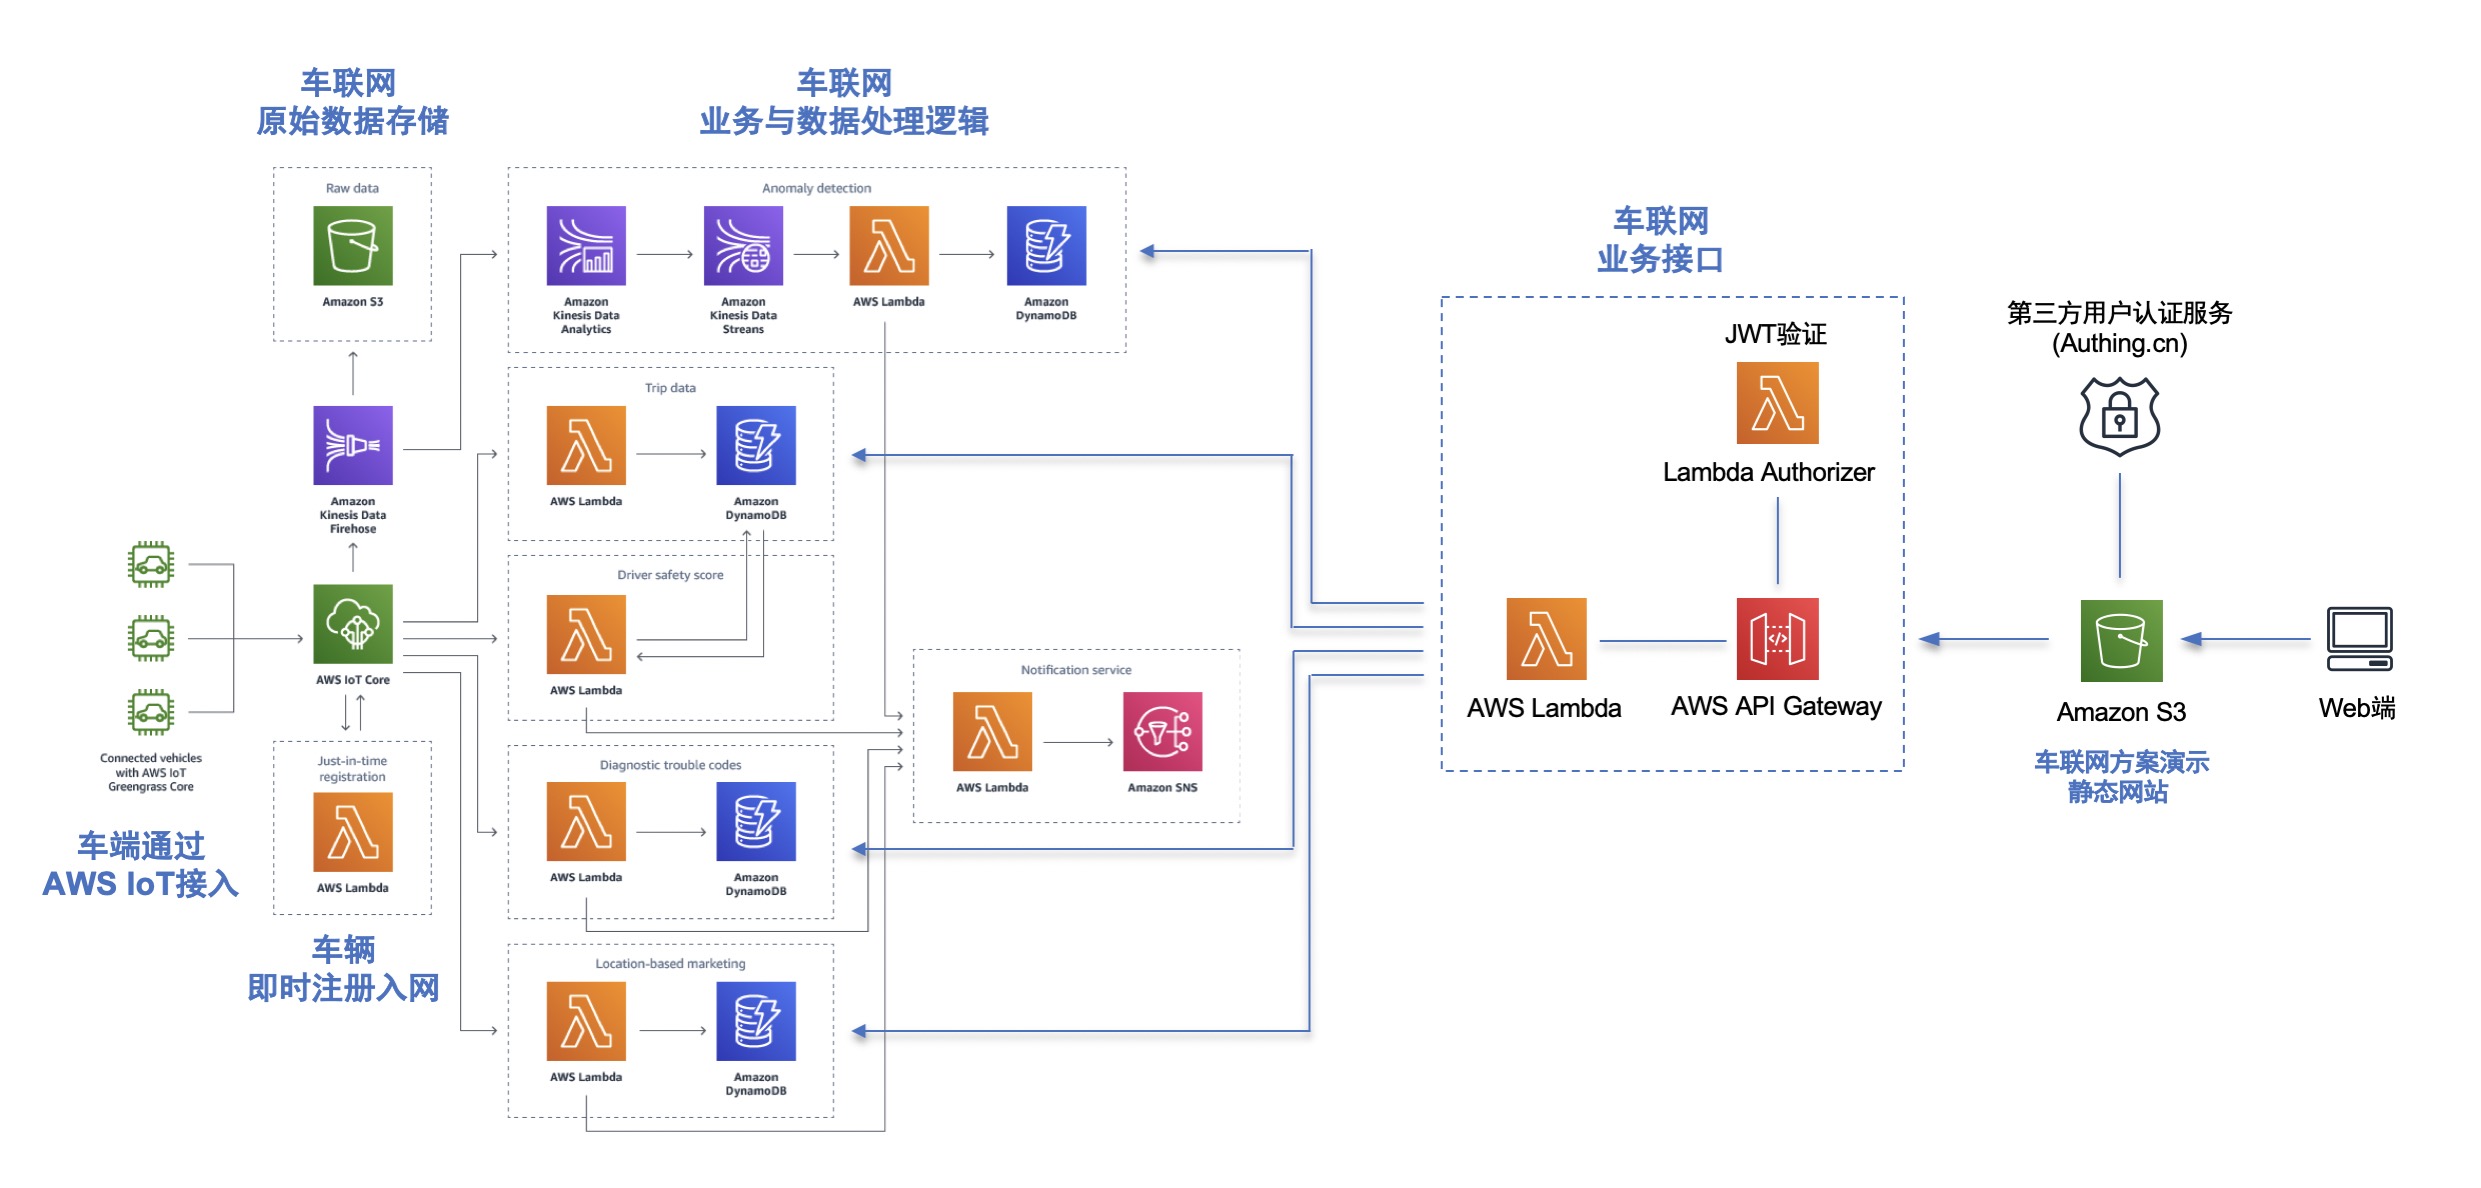 车联网
原始数据存储
车联网
业务与数据处理逻辑
Raw data
Amazon S3
Anomaly detection
Amazon
Kinesis Data
Analytics
Amazon
Kinesis Data
Streans
AWS Lambda
Amazon
DynamoDB
Trip data
AWS Lambda
Amazon
DynamoDB
Amazon
Kinesis Data
Firehose
Driver safety score
AWS Lambda
AWS IoT Core
Connected vehicles
with AWS IoT
Greengrass Core
车端通过
AWS IoT接入
Just-in-time
registration
AWS Lambda
车辆
即时注册入网
Diagnostic trouble codes
AWS Lambda
Amazon
DynamoDB
Location-based marketing
AWS Lambda
Amazon
DynamoDB
Notification service
AWS Lambda
Amazon SNS
车联网
业务接口
JWT验证
Lambda Authorizer
AWS Lambda
AWS API Gateway
第三方用户认证服务
(Authing.cn)
Amazon S3
车联网方案演示
静态网站
Web端